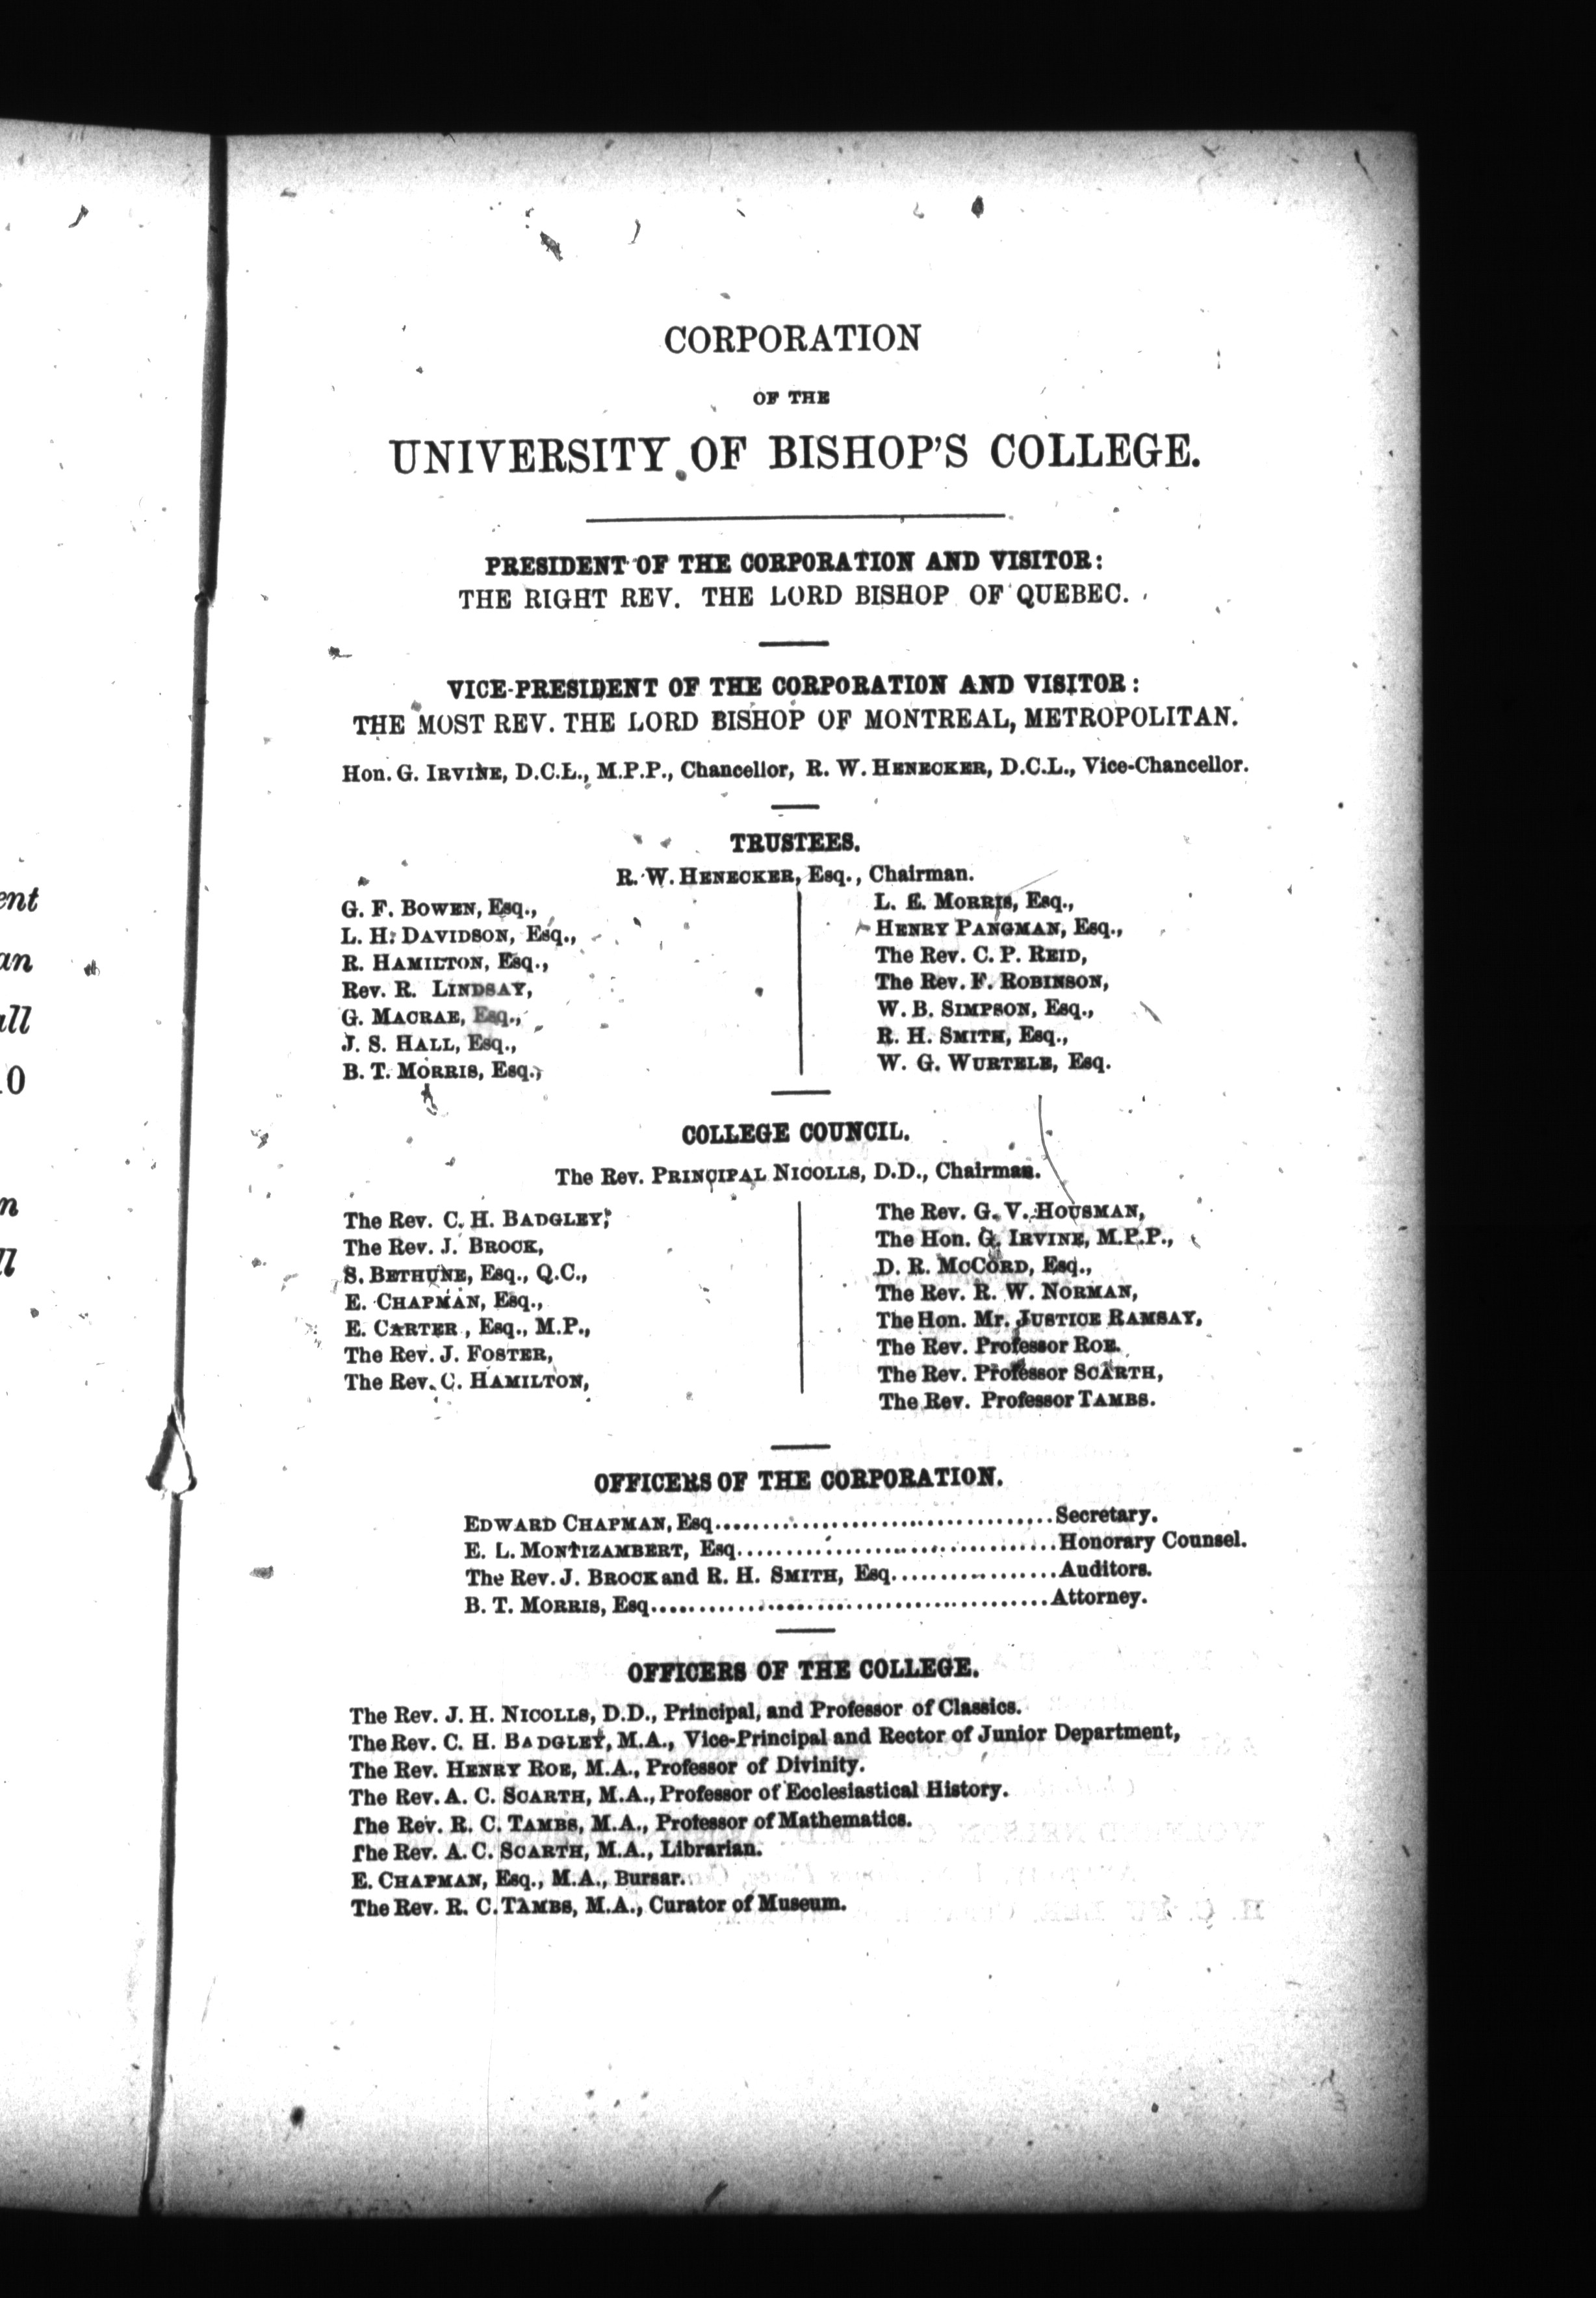 CORPORATION
OF THE
UNIVERSITY OF BISHOP'S COLLEGE.
PRESIDENT OF THE CORPORATION AND VISITOR:
THE RIGHT REV. THE LORD BISHOP OF QUEBEC.
VICE-PRESIDENT OF THE CORPORATION AND VISITOR:
THE MOST REV. THE LORD BISHOP OF MONTREAL, METROPOLITAN.
Hon. G. IRVINE, D.C.L., M.P.P., Chancellor, R. W. HENECKER, D.C.L., Vice-Chancellor.
TRUSTEES.
R. W. HENECKER, Esq., Chairman.
G. F. BOWEN, Esq.,
L. H. DAVIDSON, Esq.,
R. HAMILTON, Esq.,
Rev. R. LINDSAY,
G. MACRAE, Esq.,
J. S. HALL, Esq.,
B. T. MORRIS, Esq.,
L. E. MORRIS, Esq.,
HENRY PANGMAN, Esq.,
The Rev. C. P. REID,
The Rev. F. ROBINSON,
W. B. SIMPSON, Esq.,
R. H. SMITH, Esq.,
W. G. WURTELE, Esq.
COLLEGE COUNCIL.
The Rev. PRINCIPAL NICOLLS, D.D., Chairman.
The Rev. C. H. BADGLEY,
The Rev. J. BROCK,
S. BETHUNE, Esq., Q.C.,
E. CHAPMAN, Esq.,
E. CARTER, Esq., M.P.,
The Rev. J. FOSTER,
The Rev. C. HAMILTON,
The Rev. G. V. HOUSMAN,
The Hon. G. IRVINE, M.P.P.,
D. R. MCCORD, Esq.,
The Rev. R. W. NORMAN,
The Hon. Mr. JUSTICE RAMSAY,
The Rev. Professor ROE.
The Rev. Professor SCARTH,
The Rev. Professor TAMBS.
OFFICERS OF THE CORPORATION.
EDWARD CHAPMAN, Esq........................................Secretary.
E. L. MONTIZAMBERT, Esq......................................Honorary Counsel.
The Rev. J. BROCK and R. H. SMITH, Esq..................Auditors.
B. T. MORRIS, Esq..............................................Attorney.
OFFICERS OF THE COLLEGE.
The Rev. J. H. NICOLLS, D.D., Principal, and Professor of Classics.
The Rev. C. H. BADGLEY, M.A., Vice-Principal and Rector of Junior Department,
The Rev. HENRY ROE, M.A., Professor of Divinity.
The Rev. A. C. SCARTH, M.A., Professor of Ecclesiastical History.
The Rev. R. C. TAMBS, M.A., Professor of Mathematics.
The Rev. A. C. SCARTH, M.A., Librarian.
E. CHAPMAN, Esq., M.A., Bursar.
The Rev. R. C. TAMBS, M.A., Curator of Museum.